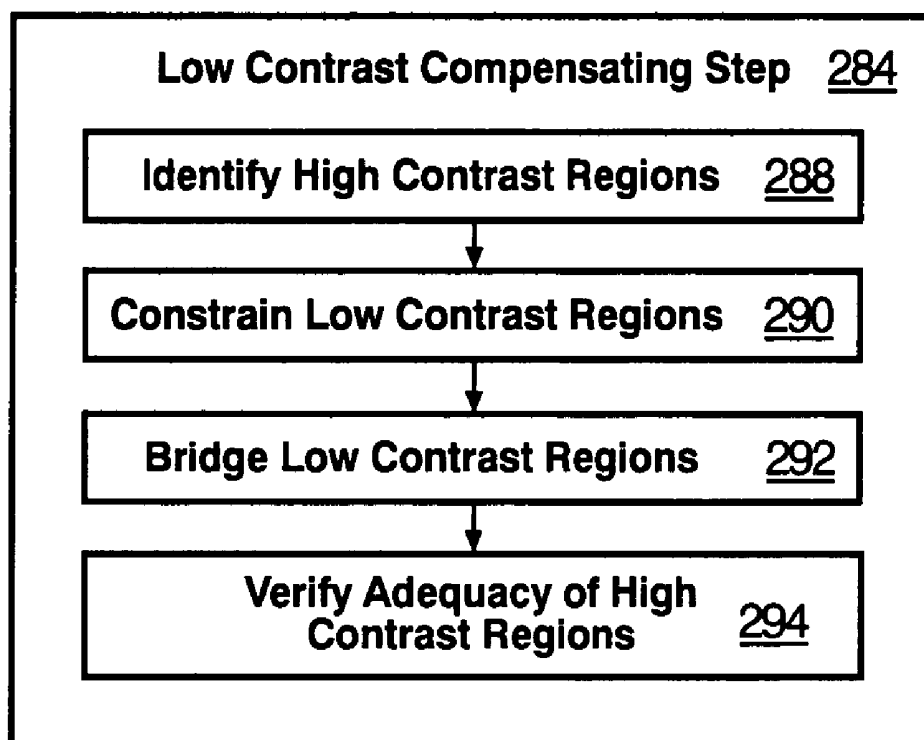 Low Contrast Compensating Step 284
Identify High Contrast Regions 288
Constrain Low Contrast Regions 290
Bridge Low Contrast Regions 292
Verify Adequacy of High
Contrast Regions 294